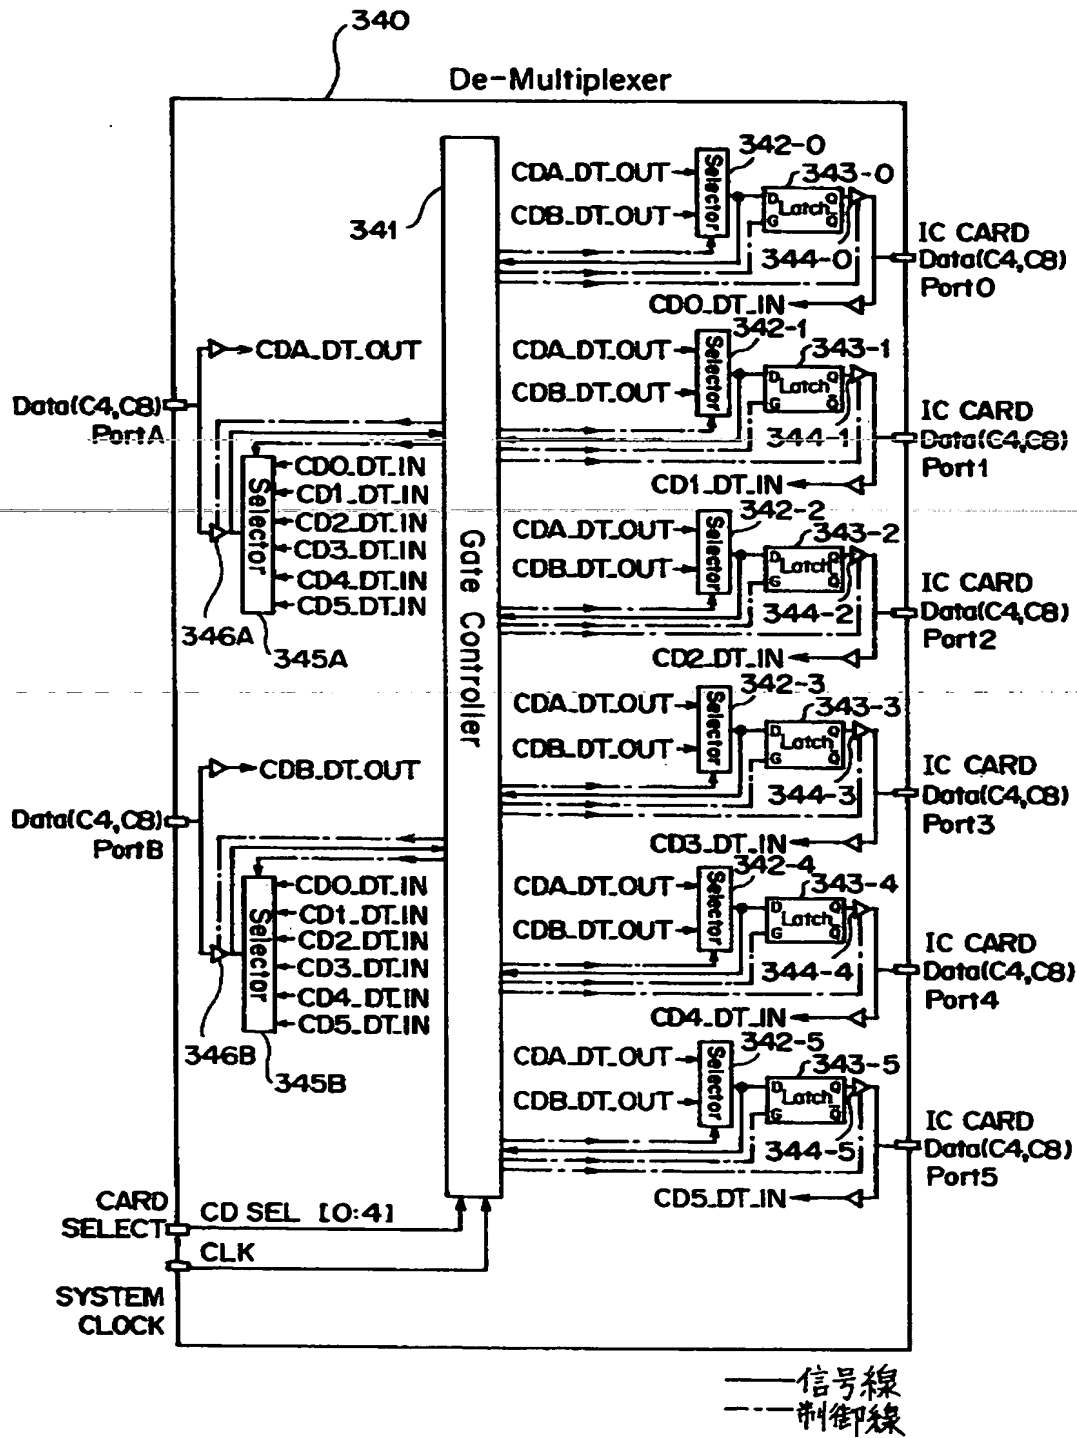 340
De-Multiplexer
341
CDA_DT_OUT
CDB_DT_OUT
Selector
342-0
343-0
D
G
Latch
Q
Q̅
344-0
CD0_DT_IN
IC CARD
Data(C4,C8)
Port0
CDA_DT_OUT
CDB_DT_OUT
Selector
342-1
343-1
D
G
Latch
Q
Q̅
344-1
CD1_DT_IN
IC CARD
Data(C4,C8)
Port1
CDA_DT_OUT
CDB_DT_OUT
Selector
342-2
343-2
D
G
Latch
Q
Q̅
344-2
CD2_DT_IN
IC CARD
Data(C4,C8)
Port2
CDA_DT_OUT
CDB_DT_OUT
Selector
342-3
343-3
D
G
Latch
Q
Q̅
344-3
CD3_DT_IN
IC CARD
Data(C4,C8)
Port3
CDA_DT_OUT
CDB_DT_OUT
Selector
342-4
343-4
D
G
Latch
Q
Q̅
344-4
CD4_DT_IN
IC CARD
Data(C4,C8)
Port4
CDA_DT_OUT
CDB_DT_OUT
Selector
342-5
343-5
D
G
Latch
Q
Q̅
344-5
CD5_DT_IN
IC CARD
Data(C4,C8)
Port5
Gate Controller
CDA_DT_OUT
Data(C4,C8)
PortA
Selector
CD0_DT_IN
CD1_DT_IN
CD2_DT_IN
CD3_DT_IN
CD4_DT_IN
CD5_DT_IN
346A
345A
CDB_DT_OUT
Data(C4,C8)
PortB
Selector
CD0_DT_IN
CD1_DT_IN
CD2_DT_IN
CD3_DT_IN
CD4_DT_IN
CD5_DT_IN
346B
345B
CARD
SELECT
CD SEL [0:4]
CLK
SYSTEM
CLOCK
信号線
制御線